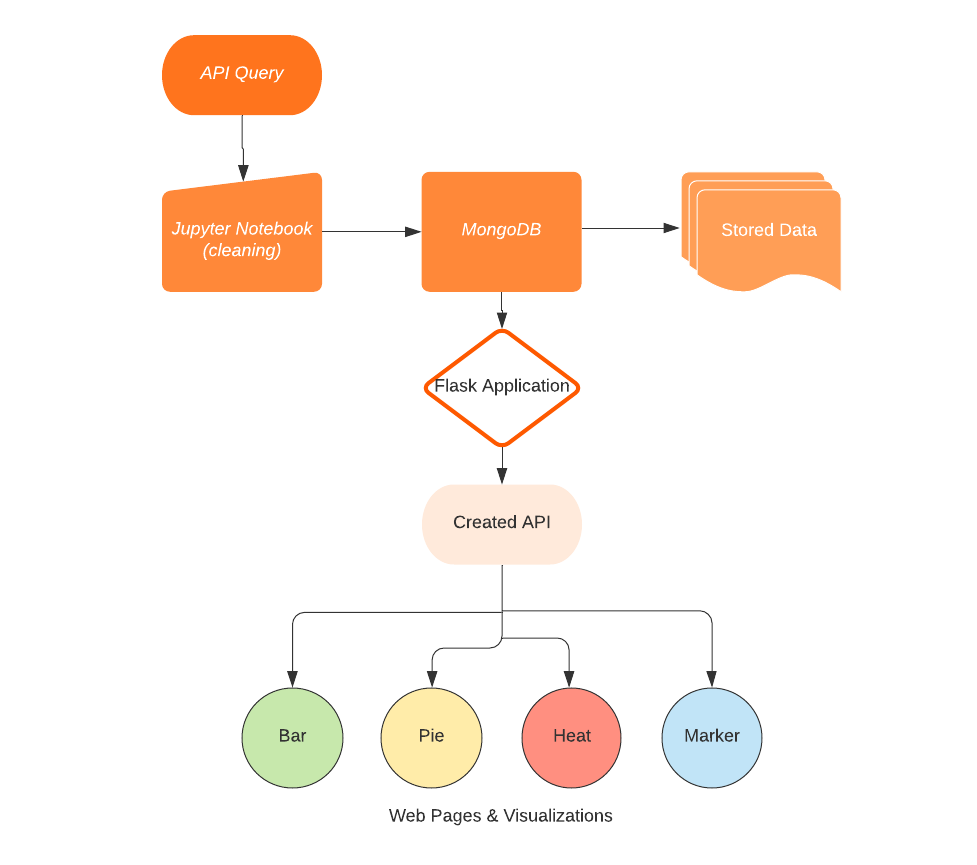 API Query
Jupyter Notebook
(cleaning)
MongoDB
Stored Data
Flask Application
Created API
Bar
Pie
Heat
Marker
Web Pages & Visualizations